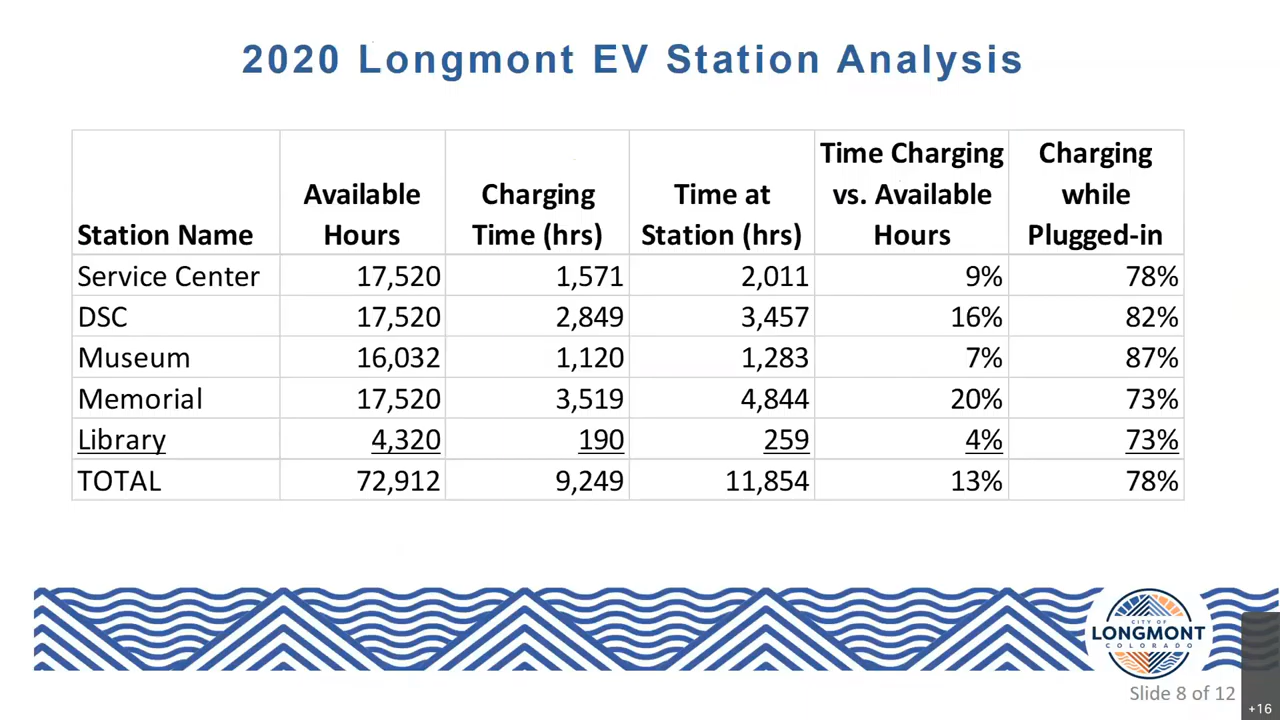 2020 Longmont EV Station Analysis
Station Name Available Hours Charging Time (hrs) Time at Station (hrs) Time Charging vs. Available Hours Charging while Plugged-in
Service Center 17,520 1,571 2,011 9% 78%
DSC 17,520 2,849 3,457 16% 82%
Museum 16,032 1,120 1,283 7% 87%
Memorial 17,520 3,519 4,844 20% 73%
Library 4,320 190 259 4% 73%
TOTAL 72,912 9,249 11,854 13% 78%
CITY OF
LONGMONT
COLORADO
Slide 8 of 12
+16